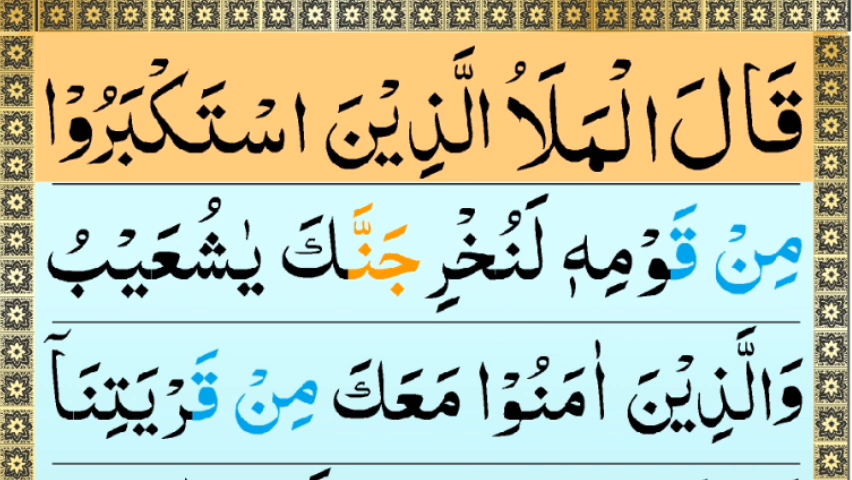 قَالَ الْمَلَاُ الَّذِيْنَ اسْتَكْبَرُوْا
مِنْ قَوْمِهٖ لَنُخْرِجَنَّكَ يٰشُعَيْبُ
وَالَّذِيْنَ اٰمَنُوْا مَعَكَ مِنْ قَرْيَتِنَاۤ